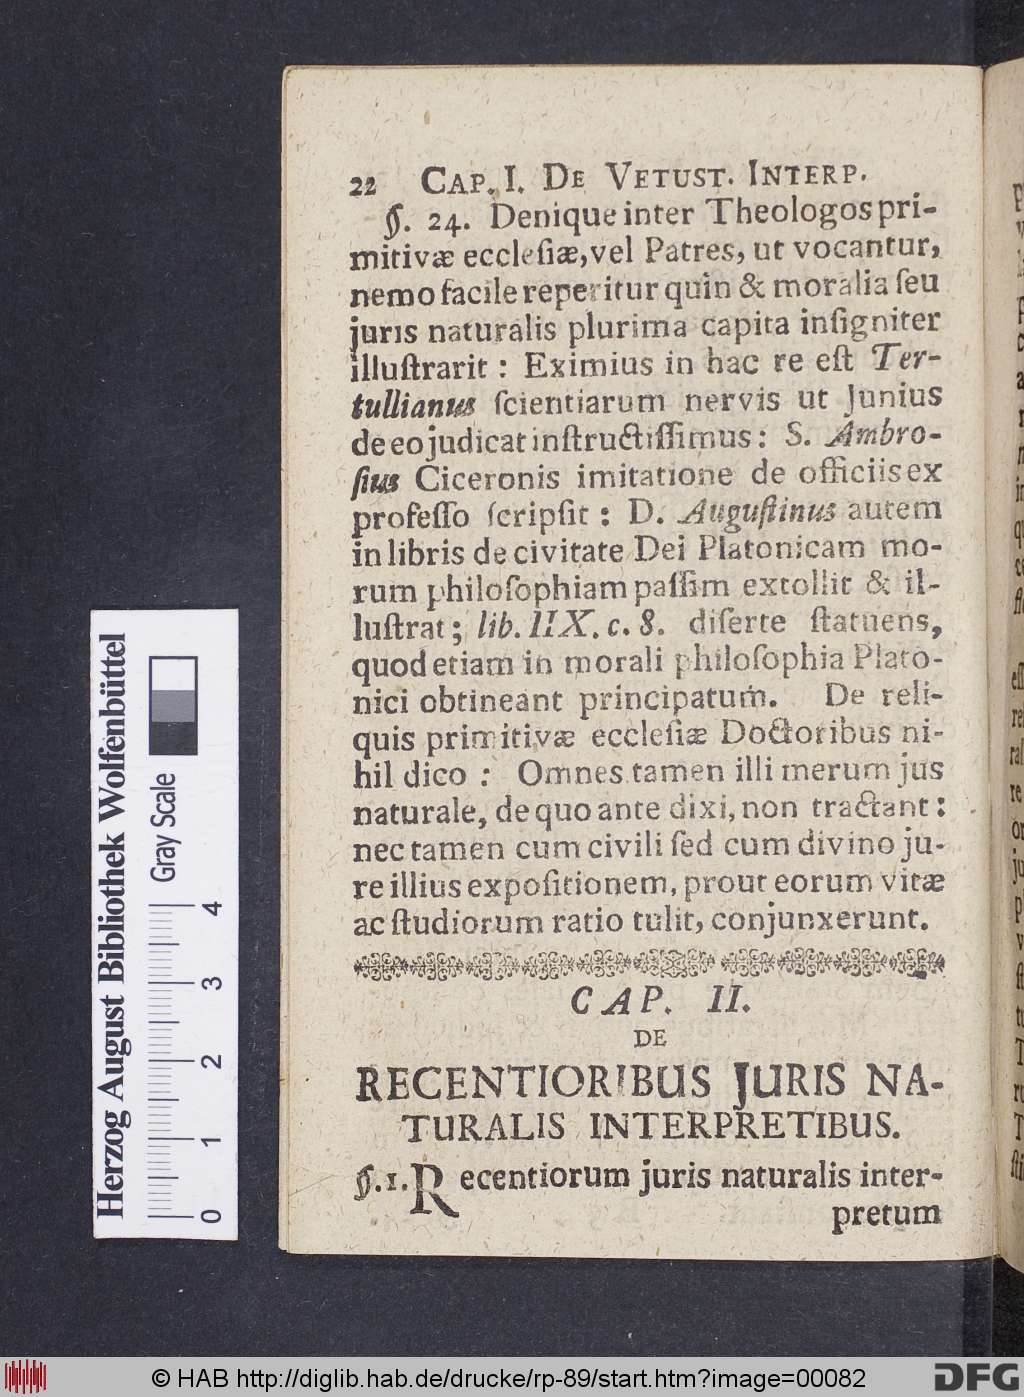 22 CAP. I. DE VETUST. INTERP.
§. 24. Denique inter Theologos pri-
mitivæ eccleſiæ, vel Patres, ut vocantur,
nemo facile reperitur quin & moralia ſeu
juris naturalis plurima capita inſigniter
illuſtrarit : Eximius in hac re eſt Ter-
tullianus ſcientiarum nervis ut Junius
de eo judicat inſtructiſſimus : S. Ambro-
ſius Ciceronis imitatione de officiis ex
profeſſo ſcripſit : D. Auguſtinus autem
in libris de civitate Dei Platonicam mo-
rum philoſophiam paſſim extollit & il-
luſtrat ; lib. IIX. c. 8. diſerte ſtatuens,
quod etiam in morali philoſophia Plato-
nici obtineant principatum. De reli-
quis primitivæ eccleſiæ Doctoribus ni-
hil dico : Omnes tamen illi merum jus
naturale, de quo ante dixi, non tractant :
nec tamen cum civili ſed cum divino ju-
re illius expoſitionem, prout eorum vitæ
ac ſtudiorum ratio tulit, conjunxerunt.
CAP. II.
DE
RECENTIORIBUS JURIS NA-
TURALIS INTERPRETIBUS.
§. 1. Recentiorum juris naturalis inter-
pretum
Herzog August Bibliothek Wolfenbüttel
Gray Scale
0 1 2 3 4
© HAB http://diglib.hab.de/drucke/rp-89/start.htm?image=00082
DFG